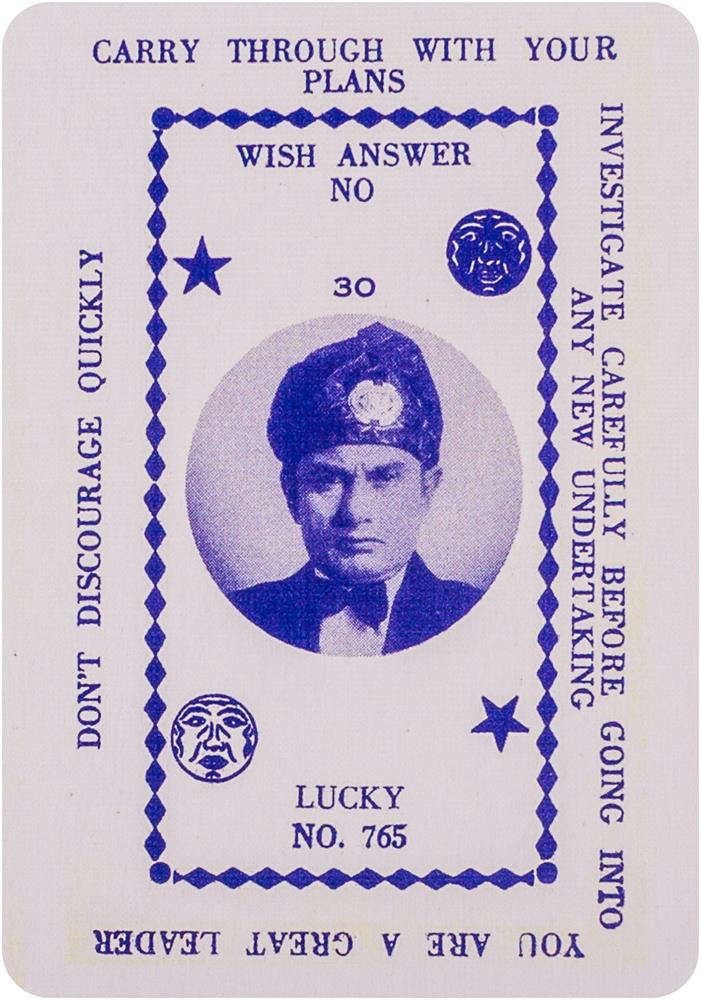 CARRY THROUGH WITH YOUR
PLANS
WISH ANSWER
NO
30
LUCKY
NO. 765
DON'T DISCOURAGE QUICKLY
INVESTIGATE CAREFULLY BEFORE GOING INTO
ANY NEW UNDERTAKING
YOU ARE A GREAT LEADER